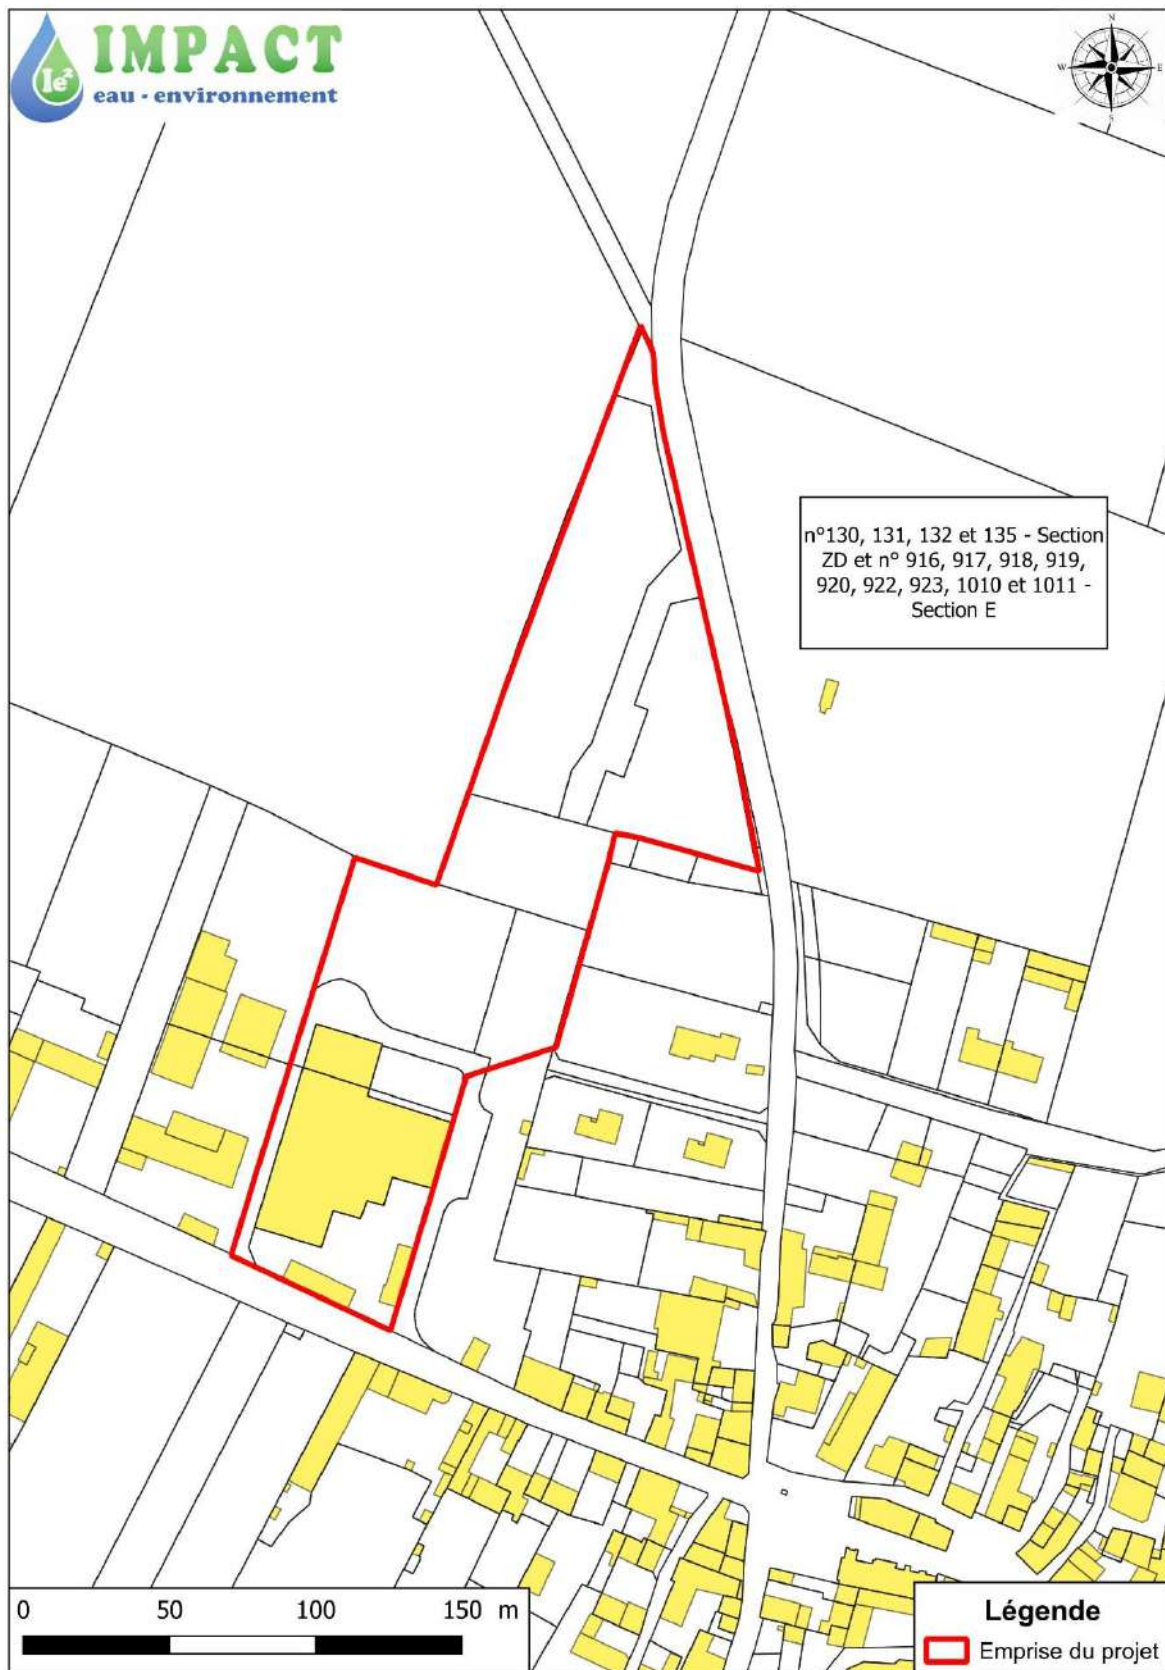 Ie²
IMPACT
eau - environnement
N
W E
S
n°130, 131, 132 et 135 - Section
ZD et n° 916, 917, 918, 919,
920, 922, 923, 1010 et 1011 -
Section E
0 50 100 150 m
Légende
Emprise du projet